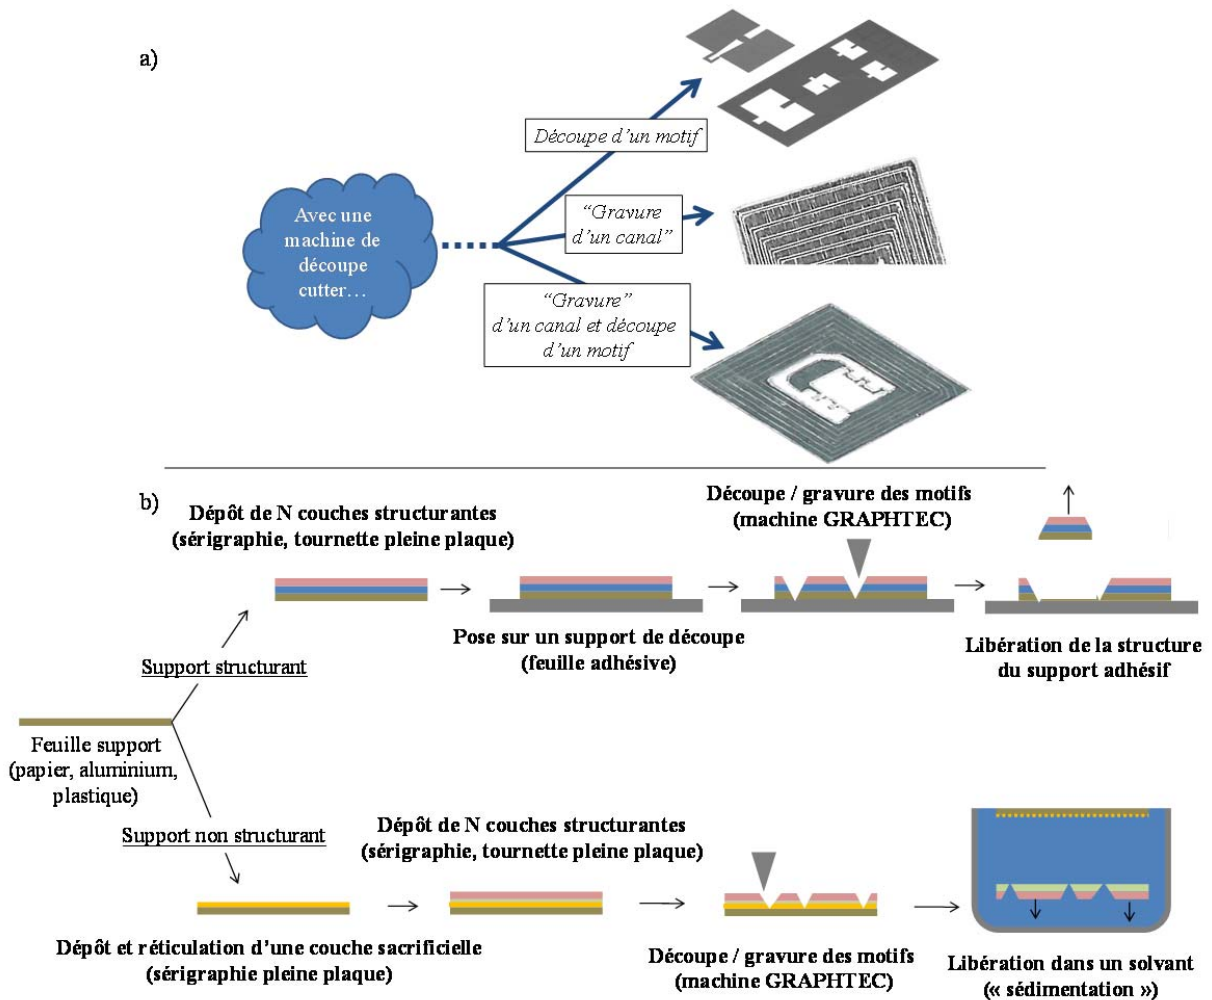 a)
Découpe d’un motif
Avec une
machine de
découpe
cutter…
“Gravure
d’un canal”
“Gravure”
d’un canal et découpe
d’un motif
b)
Dépôt de N couches structurantes
(sérigraphie, tournette pleine plaque)
Découpe / gravure des motifs
(machine GRAPHTEC)
Pose sur un support de découpe
(feuille adhésive)
Libération de la structure
du support adhésif
Support structurant
Feuille support
(papier, aluminium,
plastique)
Support non structurant
Dépôt de N couches structurantes
(sérigraphie, tournette pleine plaque)
Dépôt et réticulation d’une couche sacrificielle
(sérigraphie pleine plaque)
Découpe / gravure des motifs
(machine GRAPHTEC)
Libération dans un solvant
(« sédimentation »)